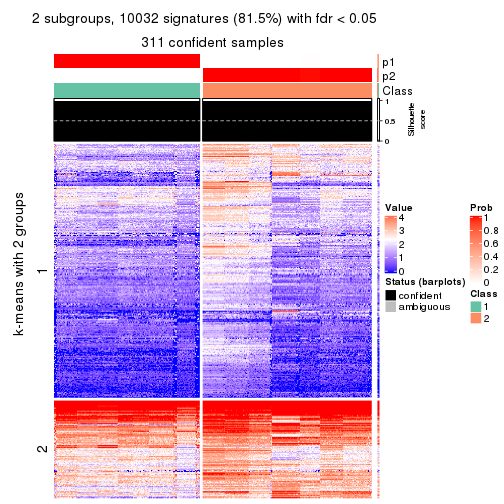 2 subgroups, 10032 signatures (81.5%) with fdr < 0.05
311 confident samples
p1
p2
Class
1
0.5
0
Silhouette
score
k-means with 2 groups
1
2
Value
4
3
2
1
0
Prob
1
0.8
0.6
0.4
0.2
0
Status (barplots)
confident
ambiguous
Class
1
2